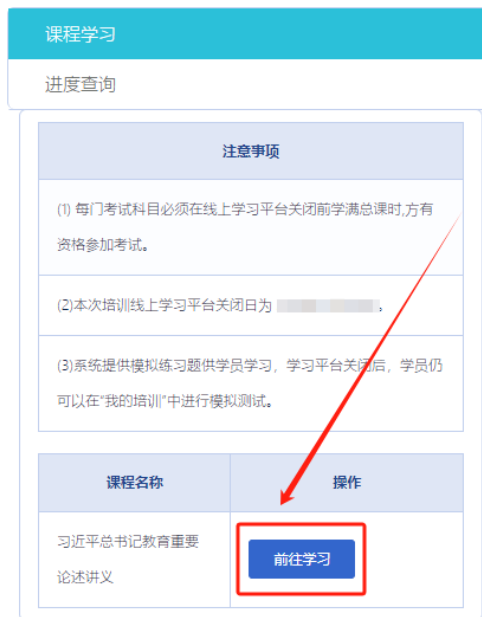 课程学习
进度查询
注意事项
(1) 每门考试科目必须在线上学习平台关闭前学满总课时,方有
资格参加考试。
(2)本次培训线上学习平台关闭日为
。
(3)系统提供模拟练习题供学员学习，学习平台关闭后，学员仍
可以在“我的培训”中进行模拟测试。
课程名称 操作
习近平总书记教育重要
论述讲义
前往学习